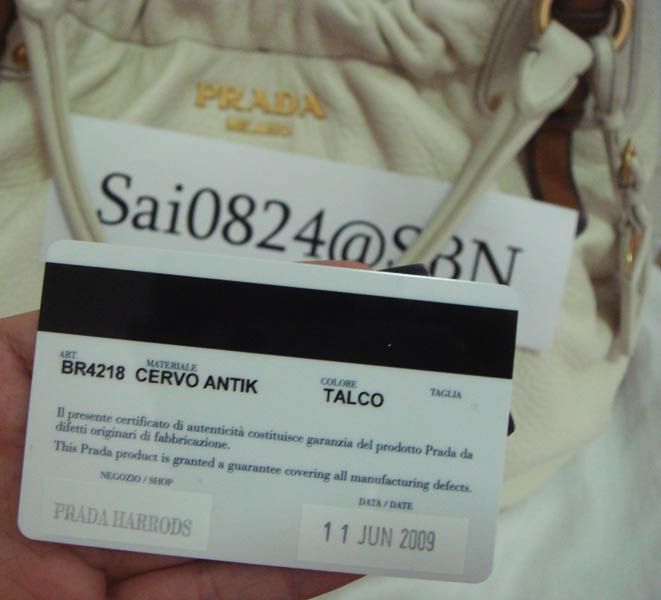 PRADA
MILANO
Sai0824@SBN
ART.
BR4218
MATERIALE
CERVO ANTIK
COLORE
TALCO
TAGLIA
Il presente certificato di autenticità costituisce garanzia del prodotto Prada da
difetti originari di fabbricazione.
This Prada product is granted a guarantee covering all manufacturing defects.
NEGOZIO / SHOP
PRADA HARRODS
DATA / DATE
11 JUN 2009